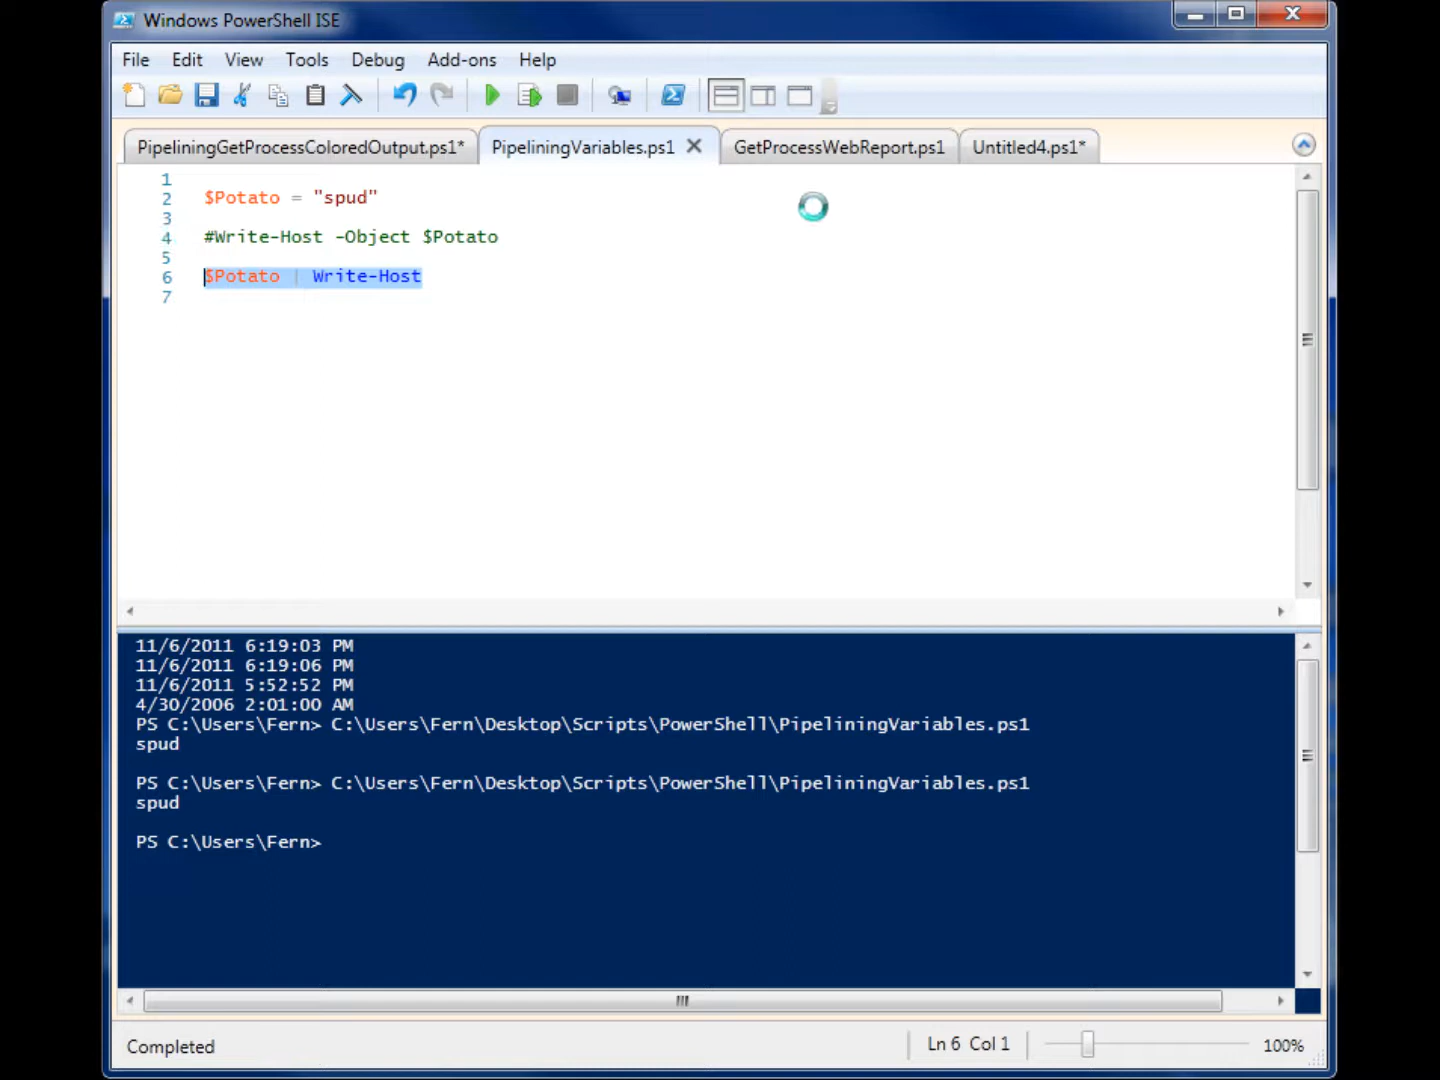 Windows PowerShell ISE
File Edit View Tools Debug Add-ons Help
PipeliningGetProcessColoredOutput.ps1* PipeliningVariables.ps1 GetProcessWebReport.ps1 Untitled4.ps1*
1
2 $Potato = "spud"
3
4 #Write-Host -Object $Potato
5
6 $Potato | Write-Host
7
11/6/2011 6:19:03 PM
11/6/2011 6:19:06 PM
11/6/2011 5:52:52 PM
4/30/2006 2:01:00 AM
PS C:\Users\Fern> C:\Users\Fern\Desktop\Scripts\PowerShell\PipeliningVariables.ps1
spud
PS C:\Users\Fern> C:\Users\Fern\Desktop\Scripts\PowerShell\PipeliningVariables.ps1
spud
PS C:\Users\Fern>
Completed Ln 6 Col 1 100%